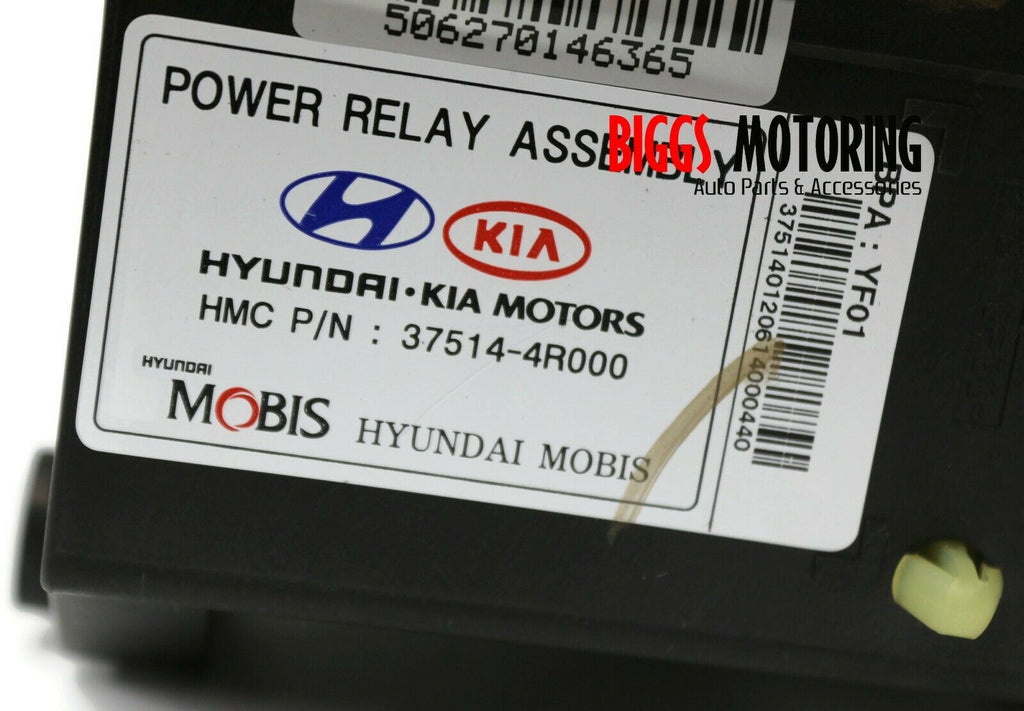 506270146365
POWER RELAY ASSEMBLY
BIGGS MOTORING
Auto Parts & Accessories
KIA
HYUNDAI·KIA MOTORS
HMC P/N : 37514-4R000
HYUNDAI
MOBIS
HYUNDAI MOBIS
: YF01
375140120614000440